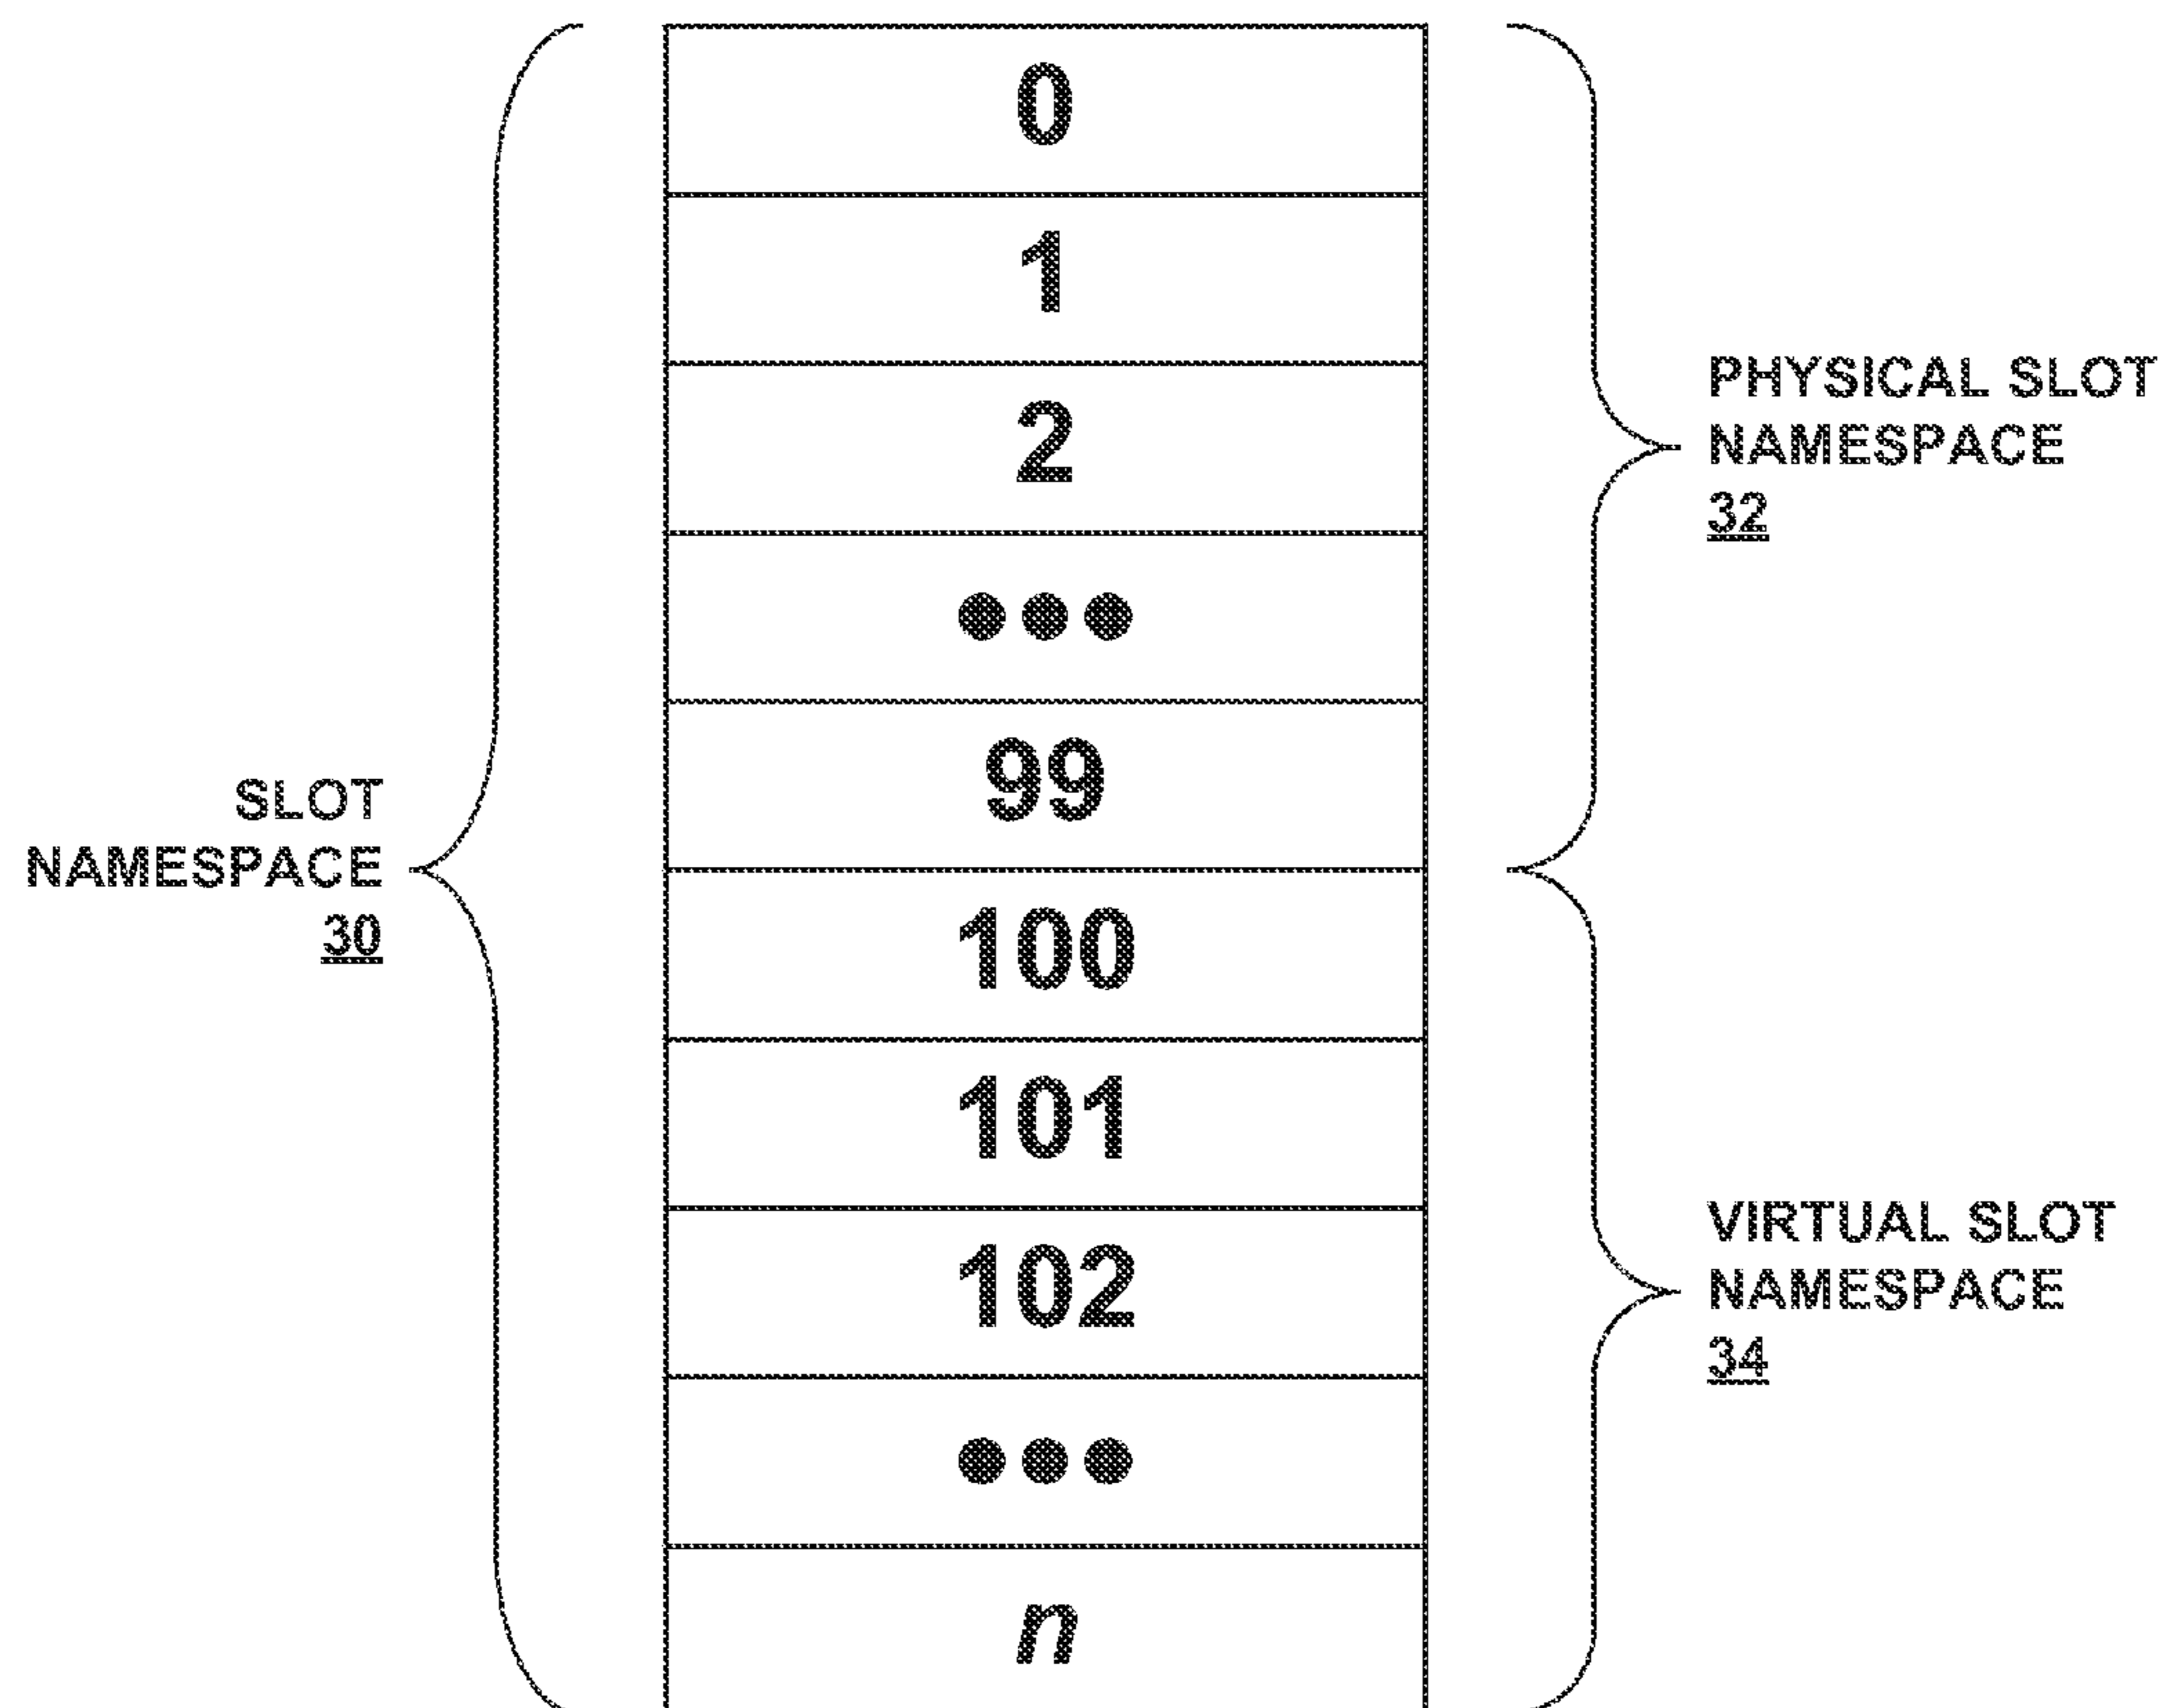 0
1
2
●●●
99
100
101
102
●●●
n
SLOT
NAMESPACE
30
PHYSICAL SLOT
NAMESPACE
32
VIRTUAL SLOT
NAMESPACE
34